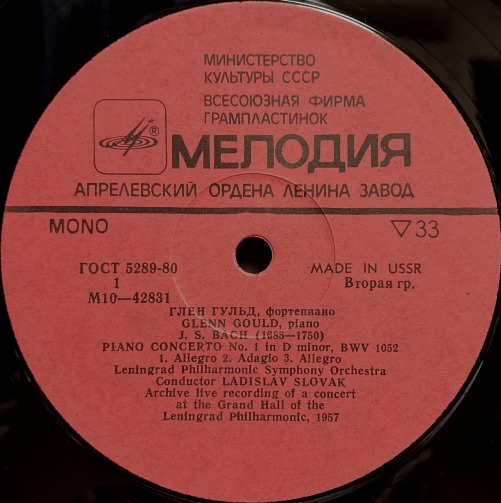 МИНИСТЕРСТВО
КУЛЬТУРЫ СССР
ВСЕСОЮЗНАЯ ФИРМА
ГРАМПЛАСТИНОК
®
МЕЛОДИЯ
АПРЕЛЕВСКИЙ ОРДЕНА ЛЕНИНА ЗАВОД
MONO ▽33
ГОСТ 5289-80 MADE IN USSR
1 Вторая гр.
М10—42831
ГЛЕН ГУЛЬД, фортепиано
GLENN GOULD, piano
J. S. BACH (1685—1750)
PIANO CONCERTO No. 1 in D minor, BWV 1052
1. Allegro 2. Adagio 3. Allegro
Leningrad Philharmonic Symphony Orchestra
Conductor LADISLAV SLOVAK
Archive live recording of a concert
at the Grand Hall of the
Leningrad Philharmonic, 1957